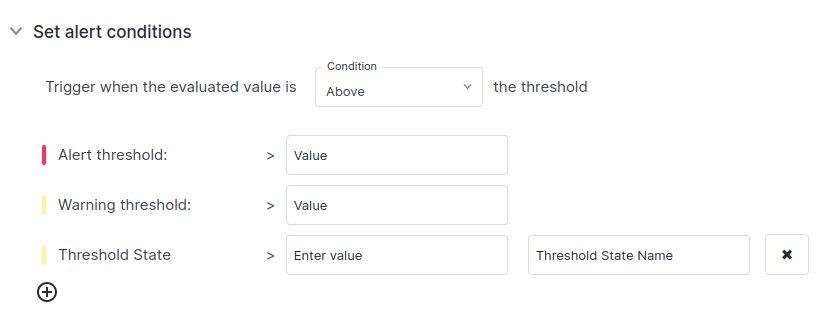 Set alert conditions
Condition
Trigger when the evaluated value is Above the threshold
Alert threshold: > Value
Warning threshold: > Value
Threshold State > Enter value Threshold State Name ✖